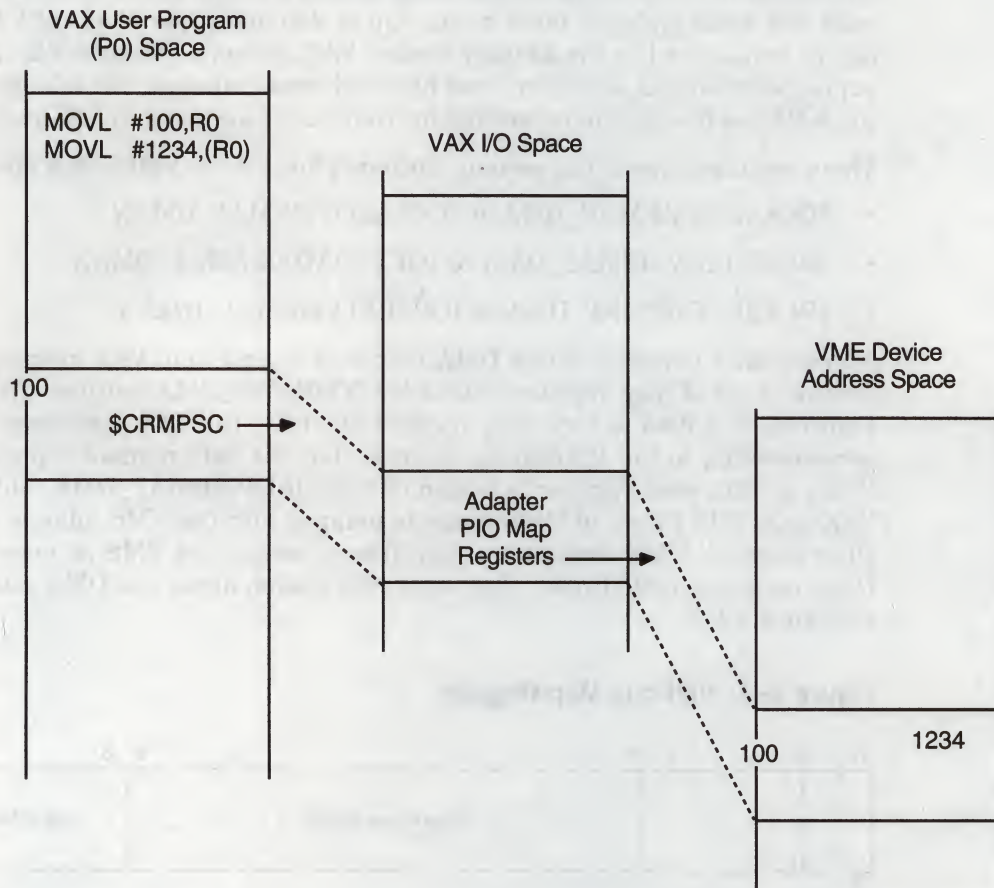 VAX User Program
(P0) Space
MOVL #100,R0
MOVL #1234,(R0)
VAX I/O Space
VME Device
Address Space
100
$CRMPSC
Adapter
PIO Map
Registers
1234
100